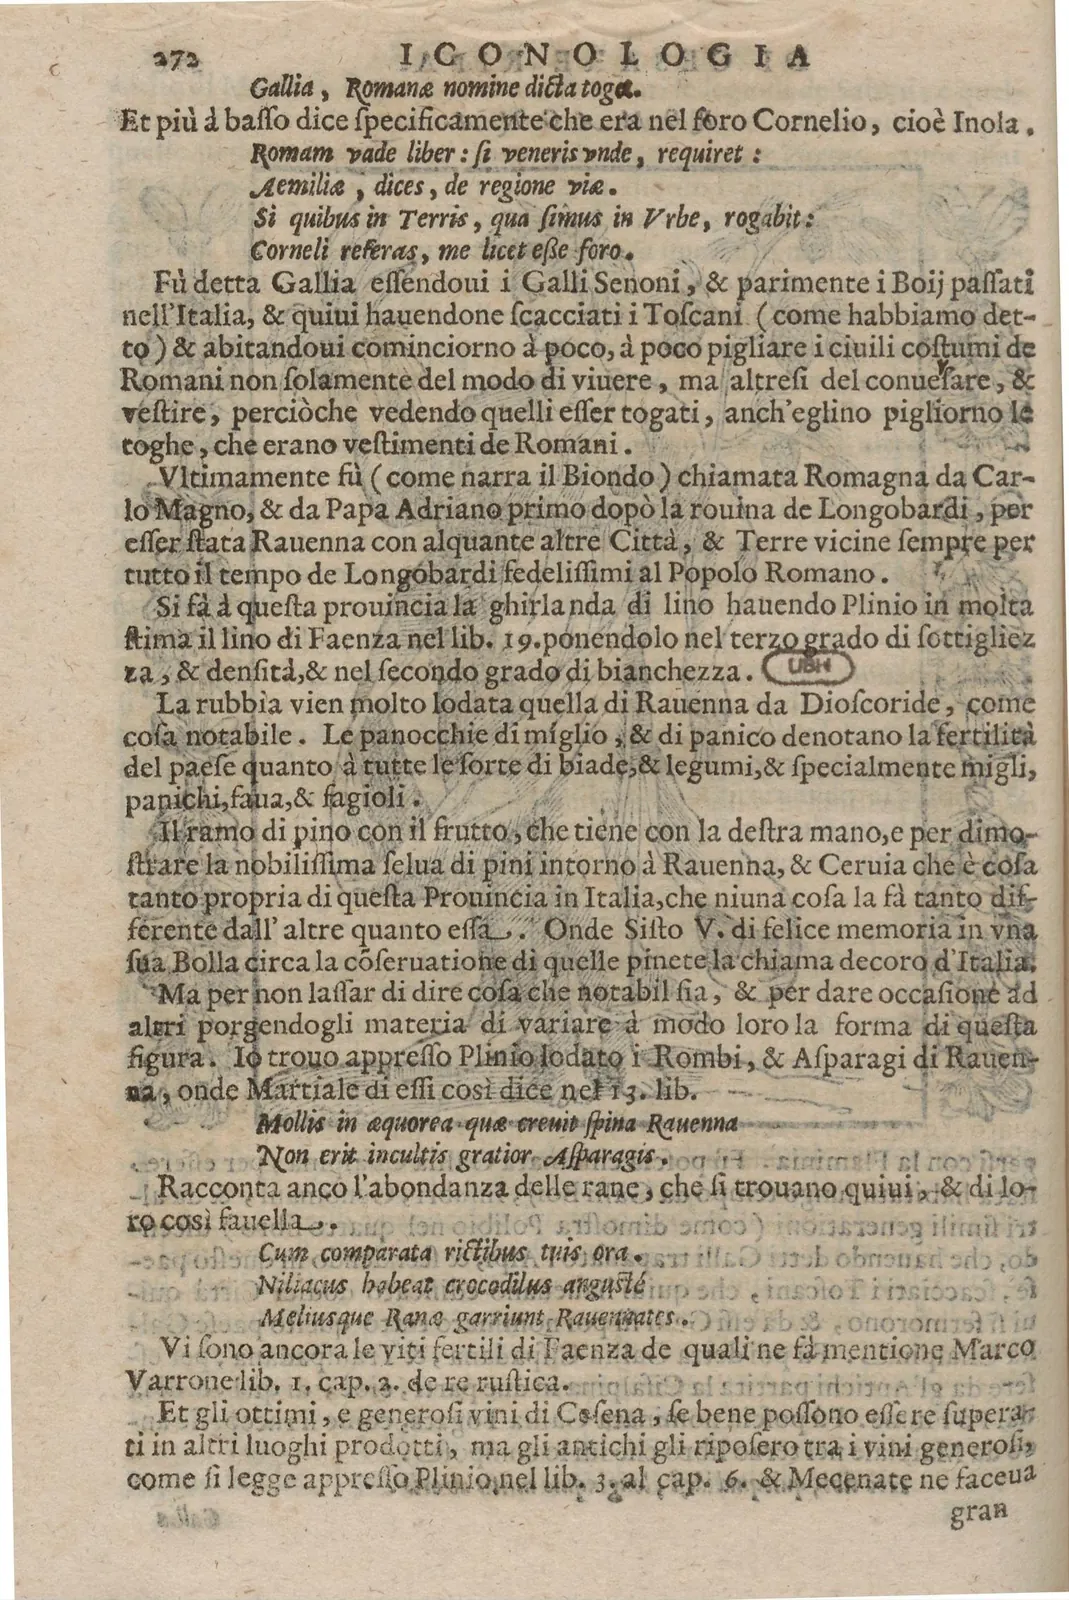 272 ICONOLOGIA
Gallia, Romanæ nomine dicta togæ.
Et più à basso dice specificamente che era nel foro Cornelio, cioè Inola.
Romam vade liber: si veneris vnde, requiret:
Aemiliæ, dices, de regione viæ.
Si quibus in Terris, qua simus in Vrbe, rogabit:
Corneli referas, me licet eße foro.
Fù detta Gallia essendoui i Galli Senoni, & parimente i Boij passati
nell'Italia, & quiui hauendone scacciati i Toscani (come habbiamo det-
to) & abitandoui cominciorno à poco, à poco pigliare i ciuili costumi de
Romani non solamente del modo di viuere, ma altresi del conuersare, &
vestire, perciòche vedendo quelli esser togati, anch'eglino pigliorno le
toghe, che erano vestimenti de Romani.
Vltimamente fù (come narra il Biondo) chiamata Romagna da Car-
lo Magno, & da Papa Adriano primo dopò la rouina de Longobardi, per
esser stata Rauenna con alquante altre Città, & Terre vicine sempre per
tutto il tempo de Longobardi fedelissimi al Popolo Romano.
Si fà à questa prouincia la ghirlanda di lino hauendo Plinio in molta
stima il lino di Faenza nel lib. 19. ponendolo nel terzo grado di sottigliez
za, & densità, & nel secondo grado di bianchezza. UBH
La rubbia vien molto lodata quella di Rauenna da Dioscoride, come
cosa notabile. Le panocchie di miglio, & di panico denotano la fertilità
del paese quanto à tutte le sorte di biade, & legumi, & specialmente migli,
panichi, faua, & fagioli.
Il ramo di pino con il frutto, che tiene con la destra mano, e per dimo-
strare la nobilissima selua di pini intorno à Rauenna, & Ceruia che è cosa
tanto propria di questa Prouincia in Italia, che niuna cosa la fà tanto dif-
ferente dall'altre quanto essa. Onde Sisto V. di felice memoria in vna
sua Bolla circa la cõseruatione di quelle pinete la chiama decoro d'Italia.
Ma per non lassar di dire cosa che notabil sia, & per dare occasione ad
altri porgendogli materia di variare à modo loro la forma di questa
figura. Io trouo appresso Plinio lodato i Rombi, & Asparagi di Rauen-
na, onde Martiale di essi così dice nel 13. lib.
Mollis in æquorea quæ creuit spina Rauenna
Non erit incultis gratior Asparagis.
Racconta anco l'abondanza delle rane, che si trouano quiui, & di lo-
ro così fauella.
Cum comparata rictibus tuis ora.
Niliacus habeat crocodilus angustè
Meliusque Ranæ garriunt Rauennates.
Vi sono ancora le viti fertili di Faenza de quali ne fà mentione Marco
Varrone lib. 1. cap. 2. de re rustica.
Et gli ottimi, e generosi vini di Cesena, se bene possono essere supera-
ti in altri luoghi prodotti, ma gli antichi gli riposero tra i vini generosi,
come si legge appresso Plinio nel lib. 3. al cap. 6. & Mecenate ne faceua
gran